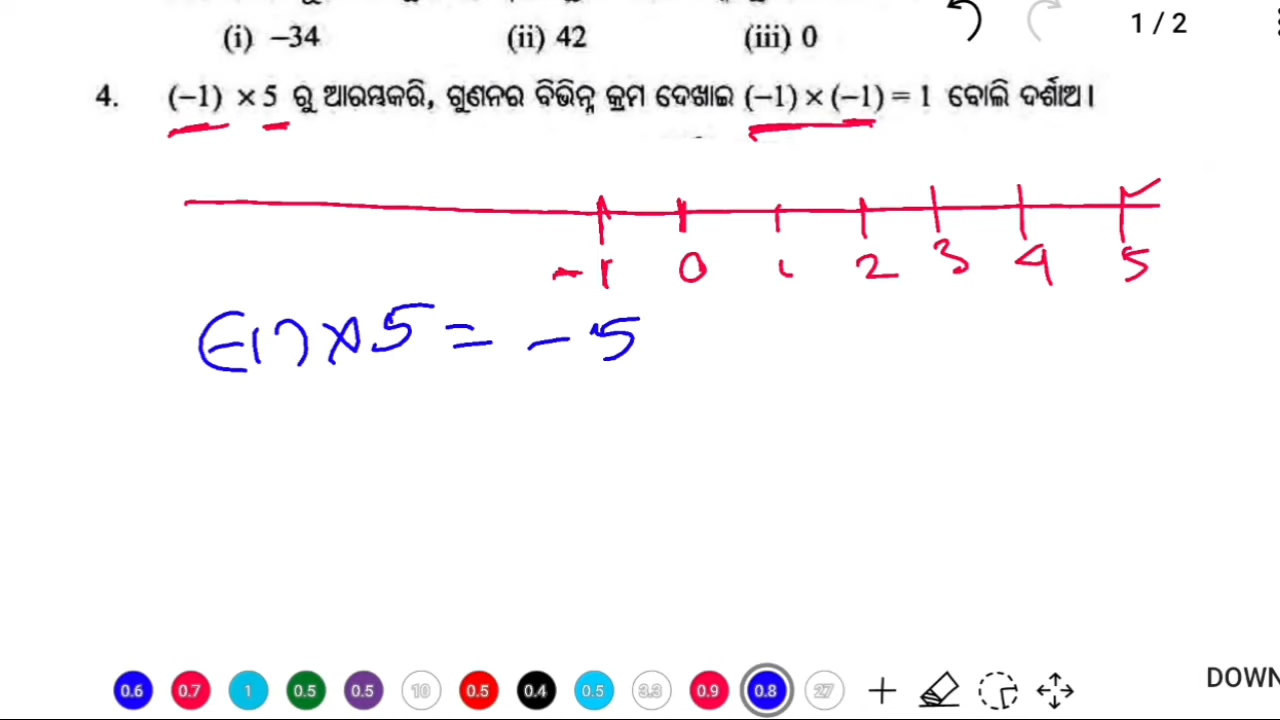 (i) –34 (ii) 42 (iii) 0
1 / 2
4. (–1) × 5 ରୁ ଆରମ୍ଭକରି, ଗୁଣନର ବିଭିନ୍ନ କ୍ରମ ଦେଖାଇ (–1) × (–1) = 1 ବୋଲି ଦର୍ଶାଅ।
-1 0 1 2 3 4 5
(-1) × 5 = -5
0.6 0.7 1 0.5 0.5 10 0.5 0.4 0.5 3.3 0.9 0.8 27
DOWN